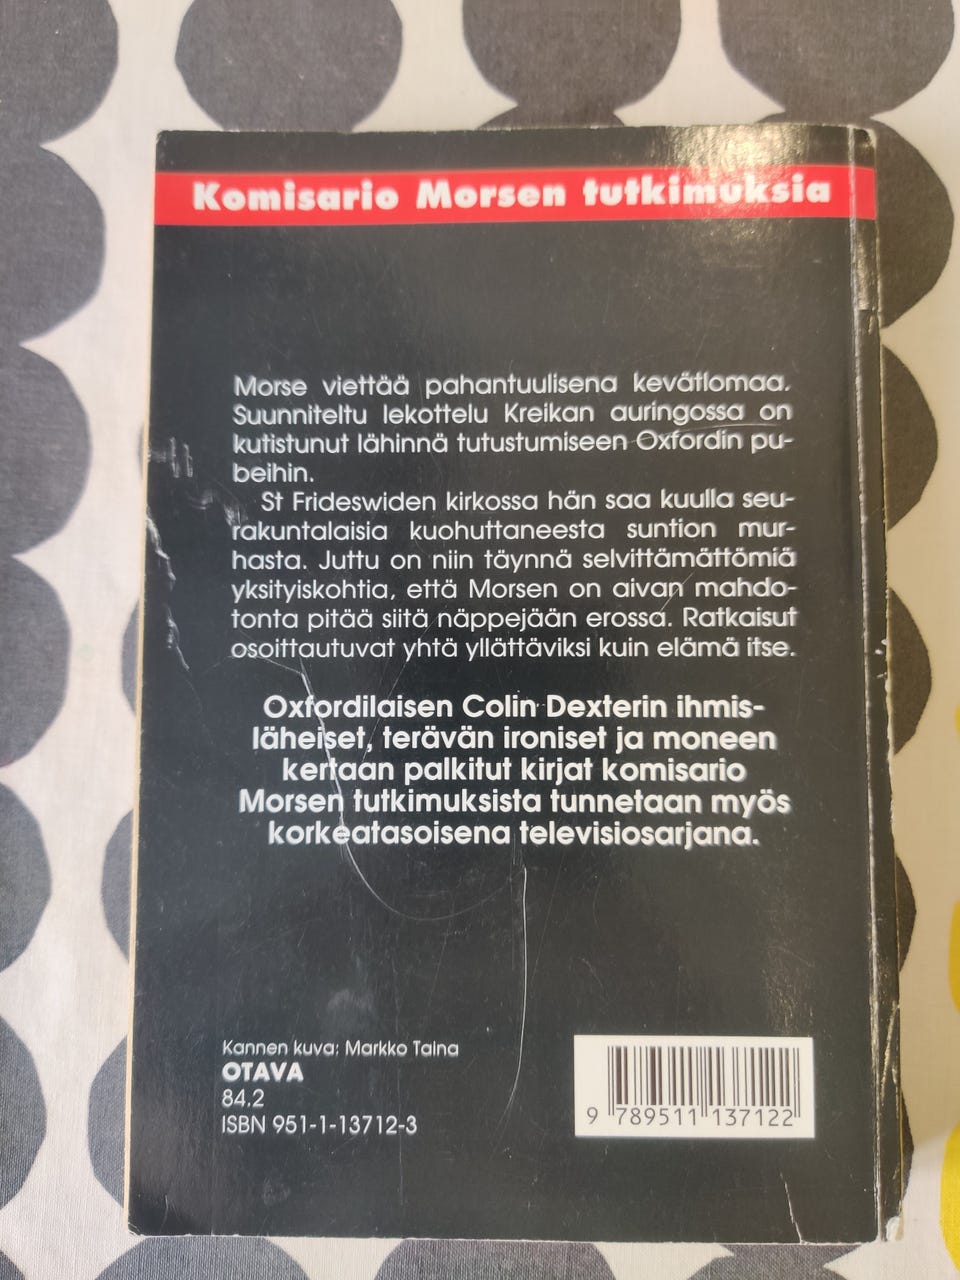 Komisario Morsen tutkimuksia
Morse viettää pahantuulisena kevätlomaa.
Suunniteltu lekottelu Kreikan auringossa on
kutistunut lähinnä tutustumiseen Oxfordin pu-
beihin.
St Frideswiden kirkossa hän saa kuulla seu-
rakuntalaisia kuohuttaneesta suntion mur-
hasta. Juttu on niin täynnä selvittämättömiä
yksityiskohtia, että Morsen on aivan mahdo-
tonta pitää siitä näppejään erossa. Ratkaisut
osoittautuvat yhtä yllättäviksi kuin elämä itse.
Oxfordilaisen Colin Dexterin ihmis-
läheiset, terävän ironiset ja moneen
kertaan palkitut kirjat komisario
Morsen tutkimuksista tunnetaan myös
korkeatasoisena televisiosarjana.
Kannen kuva: Markko Taina
OTAVA
84.2
ISBN 951-1-13712-3
9 789511 137122